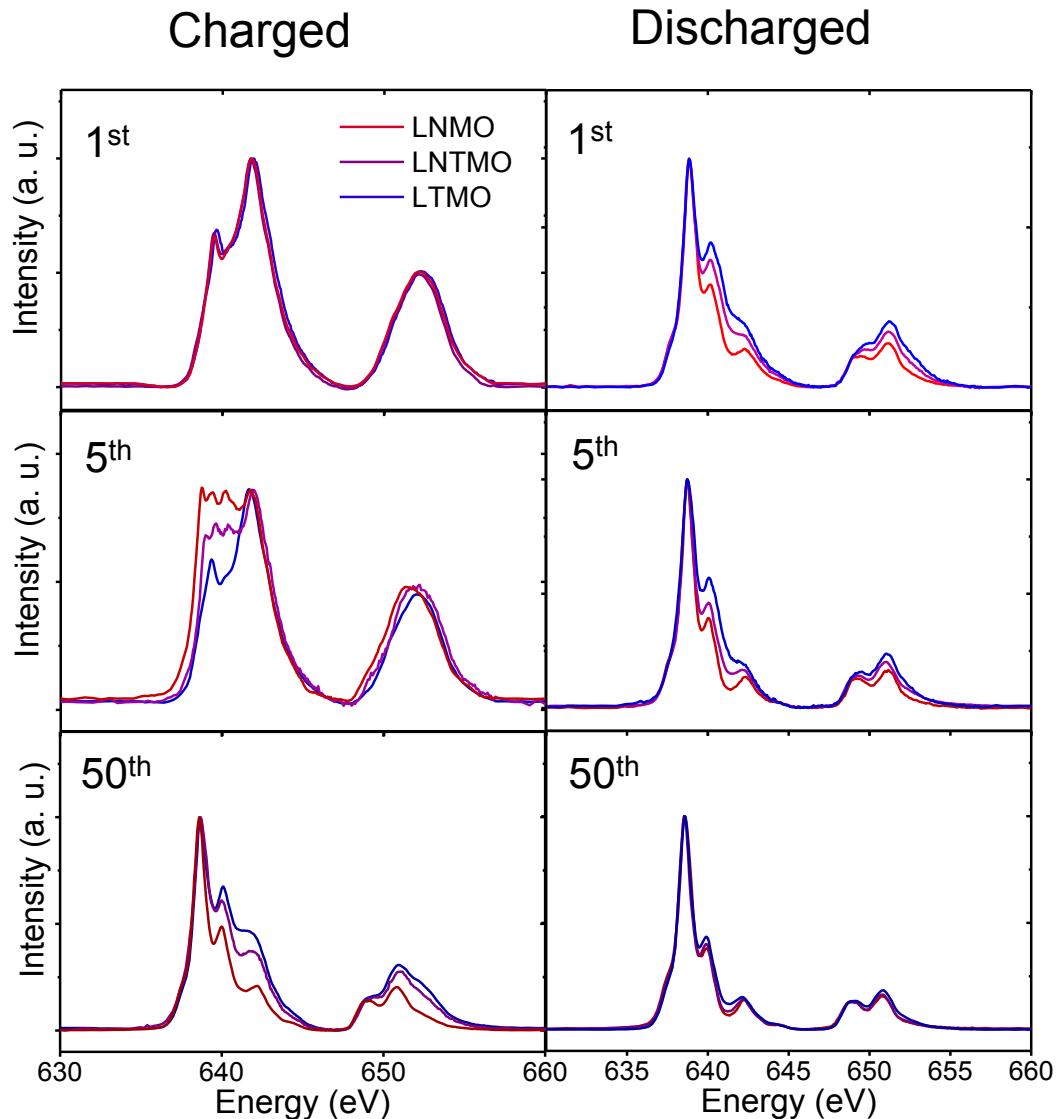 Charged
Discharged
1st
LNMO
LNTMO
LTMO
1st
Intensity (a. u.)
5th
5th
Intensity (a. u.)
50th
50th
Intensity (a. u.)
630 640 650 660
635 640 645 650 655 660
Energy (eV)
Energy (eV)